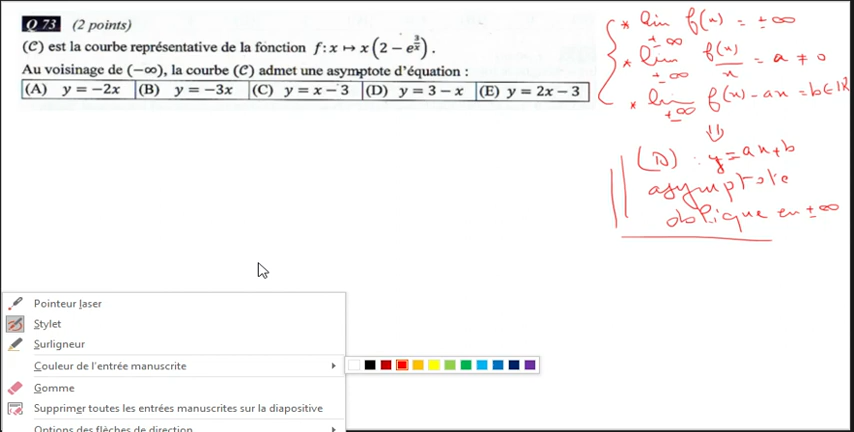 Q 73 (2 points)
(C) est la courbe représentative de la fonction f: x ↦ x(2 − e^{3/x}).
Au voisinage de (−∞), la courbe (C) admet une asymptote d'équation :
(A) y = −2x (B) y = −3x (C) y = x − 3 (D) y = 3 − x (E) y = 2x − 3
* lim f(x) = ±∞
±∞
* lim f(x)/x = a ≠ 0
±∞
* lim f(x) − ax = b ∈ IR
±∞
⇓
(D) : y = ax + b
asymptote
oblique en ±∞
Pointeur laser
Stylet
Surligneur
Couleur de l'entrée manuscrite
Gomme
Supprimer toutes les entrées manuscrites sur la diapositive
Options des flèches de direction